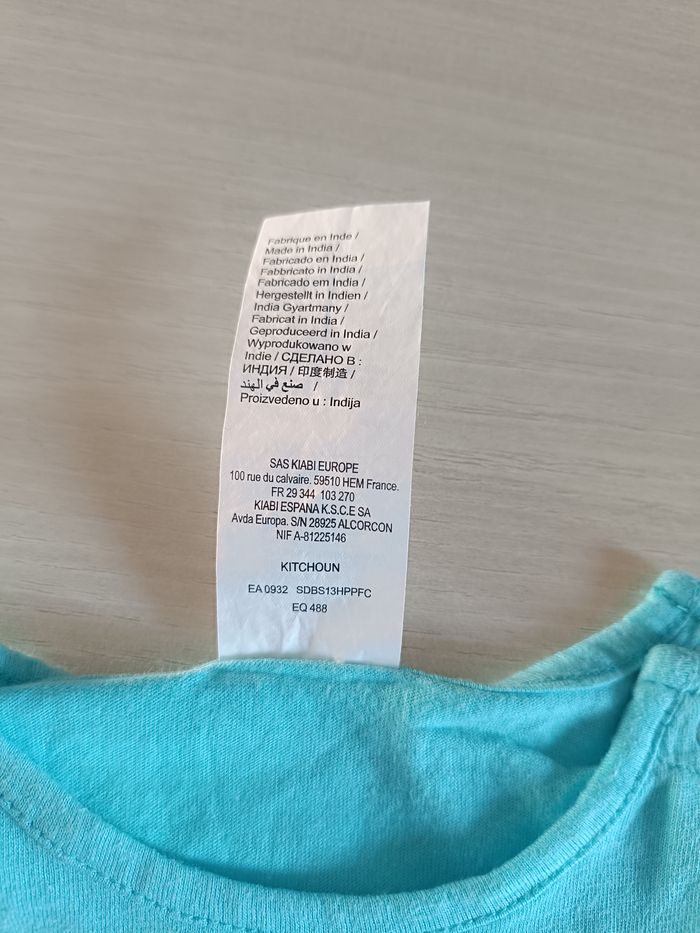 Fabriqué en Inde /
Made in India /
Fabricado en India /
Fabbricato in India /
Fabricado em India /
Hergestellt in Indien /
India Gyartmany /
Fabricat in India /
Geproduceerd in India /
Wyprodukowano w
Indie / СДЕЛАНО В :
ИНДИЯ / 印度制造 /
صنع في الهند /
Proizvedeno u : Indija
SAS KIABI EUROPE
100 rue du calvaire. 59510 HEM France.
FR 29 344 103 270
KIABI ESPANA K.S.C.E SA
Avda Europa. S/N 28925 ALCORCON
NIF A-81225146
KITCHOUN
EA 0932 SDBS13HPPFC
EQ 488